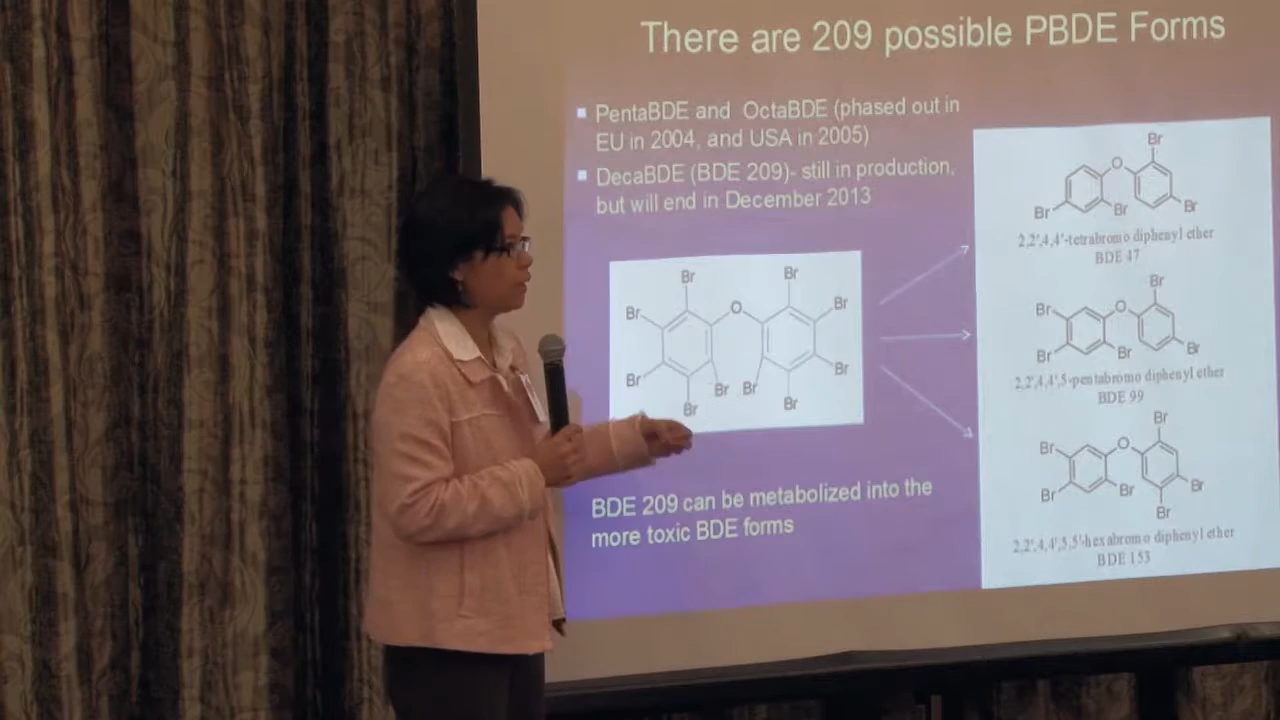 There are 209 possible PBDE Forms
PentaBDE and OctaBDE (phased out in
EU in 2004, and USA in 2005)
DecaBDE (BDE 209)- still in production,
but will end in December 2013
Br Br
Br O Br
Br Br
Br Br
Br Br
BDE 209 can be metabolized into the
more toxic BDE forms
Br
O
Br Br Br
2,2',4,4'-tetrabromo diphenyl ether
BDE 47
Br
Br O
Br Br Br
2,2',4,4',5-pentabromo diphenyl ether
BDE 99
Br
Br O
Br Br Br
Br
2,2',4,4',5,5'-hexabromo diphenyl ether
BDE 153